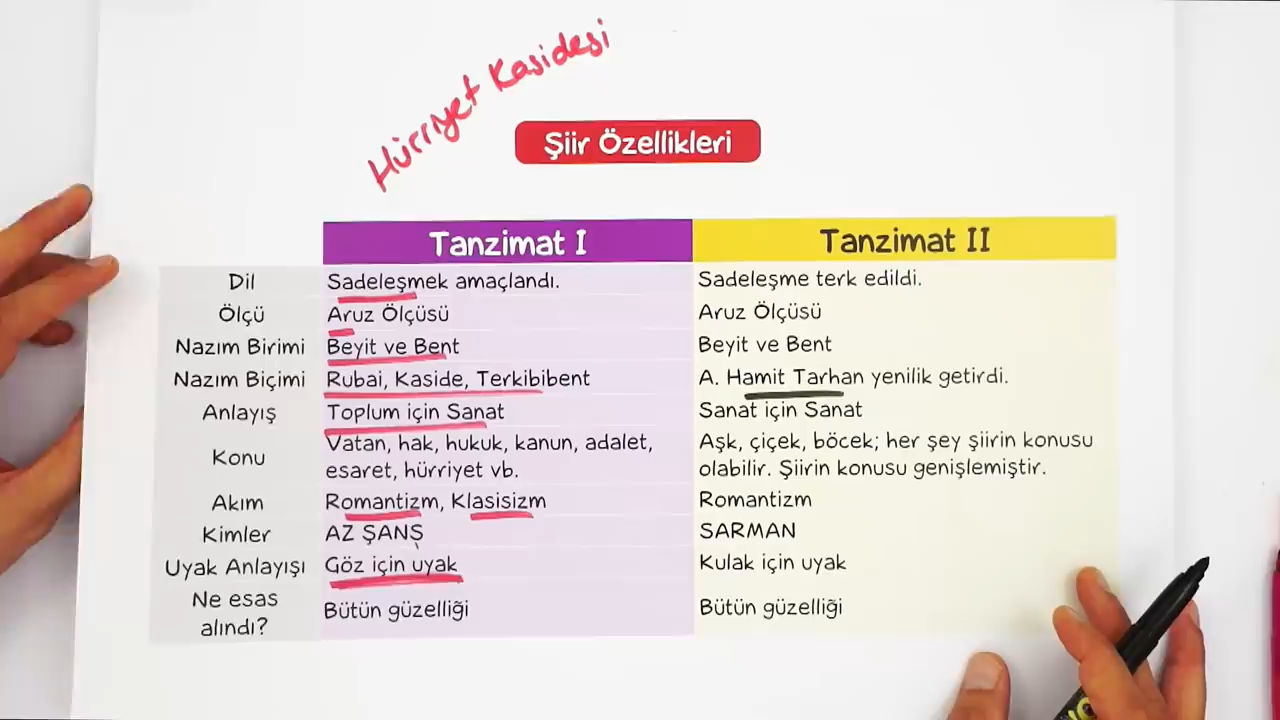 Hürriyet Kasidesi
Şiir Özellikleri
Tanzimat I Tanzimat II
Dil Sadeleşmek amaçlandı. Sadeleşme terk edildi.
Ölçü Aruz Ölçüsü Aruz Ölçüsü
Nazım Birimi Beyit ve Bent Beyit ve Bent
Nazım Biçimi Rubai, Kaside, Terkibibent A. Hamit Tarhan yenilik getirdi.
Anlayış Toplum için Sanat Sanat için Sanat
Konu Vatan, hak, hukuk, kanun, adalet, Aşk, çiçek, böcek; her şey şiirin konusu
esaret, hürriyet vb. olabilir. Şiirin konusu genişlemiştir.
Akım Romantizm, Klasisizm Romantizm
Kimler AZ ŞANŞ SARMAN
Uyak Anlayışı Göz için uyak Kulak için uyak
Ne esas
alındı? Bütün güzelliği Bütün güzelliği